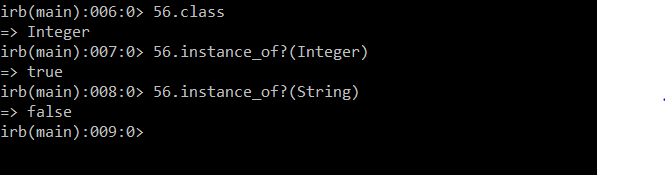 irb(main):006:0> 56.class
=> Integer
irb(main):007:0> 56.instance_of?(Integer)
=> true
irb(main):008:0> 56.instance_of?(String)
=> false
irb(main):009:0>